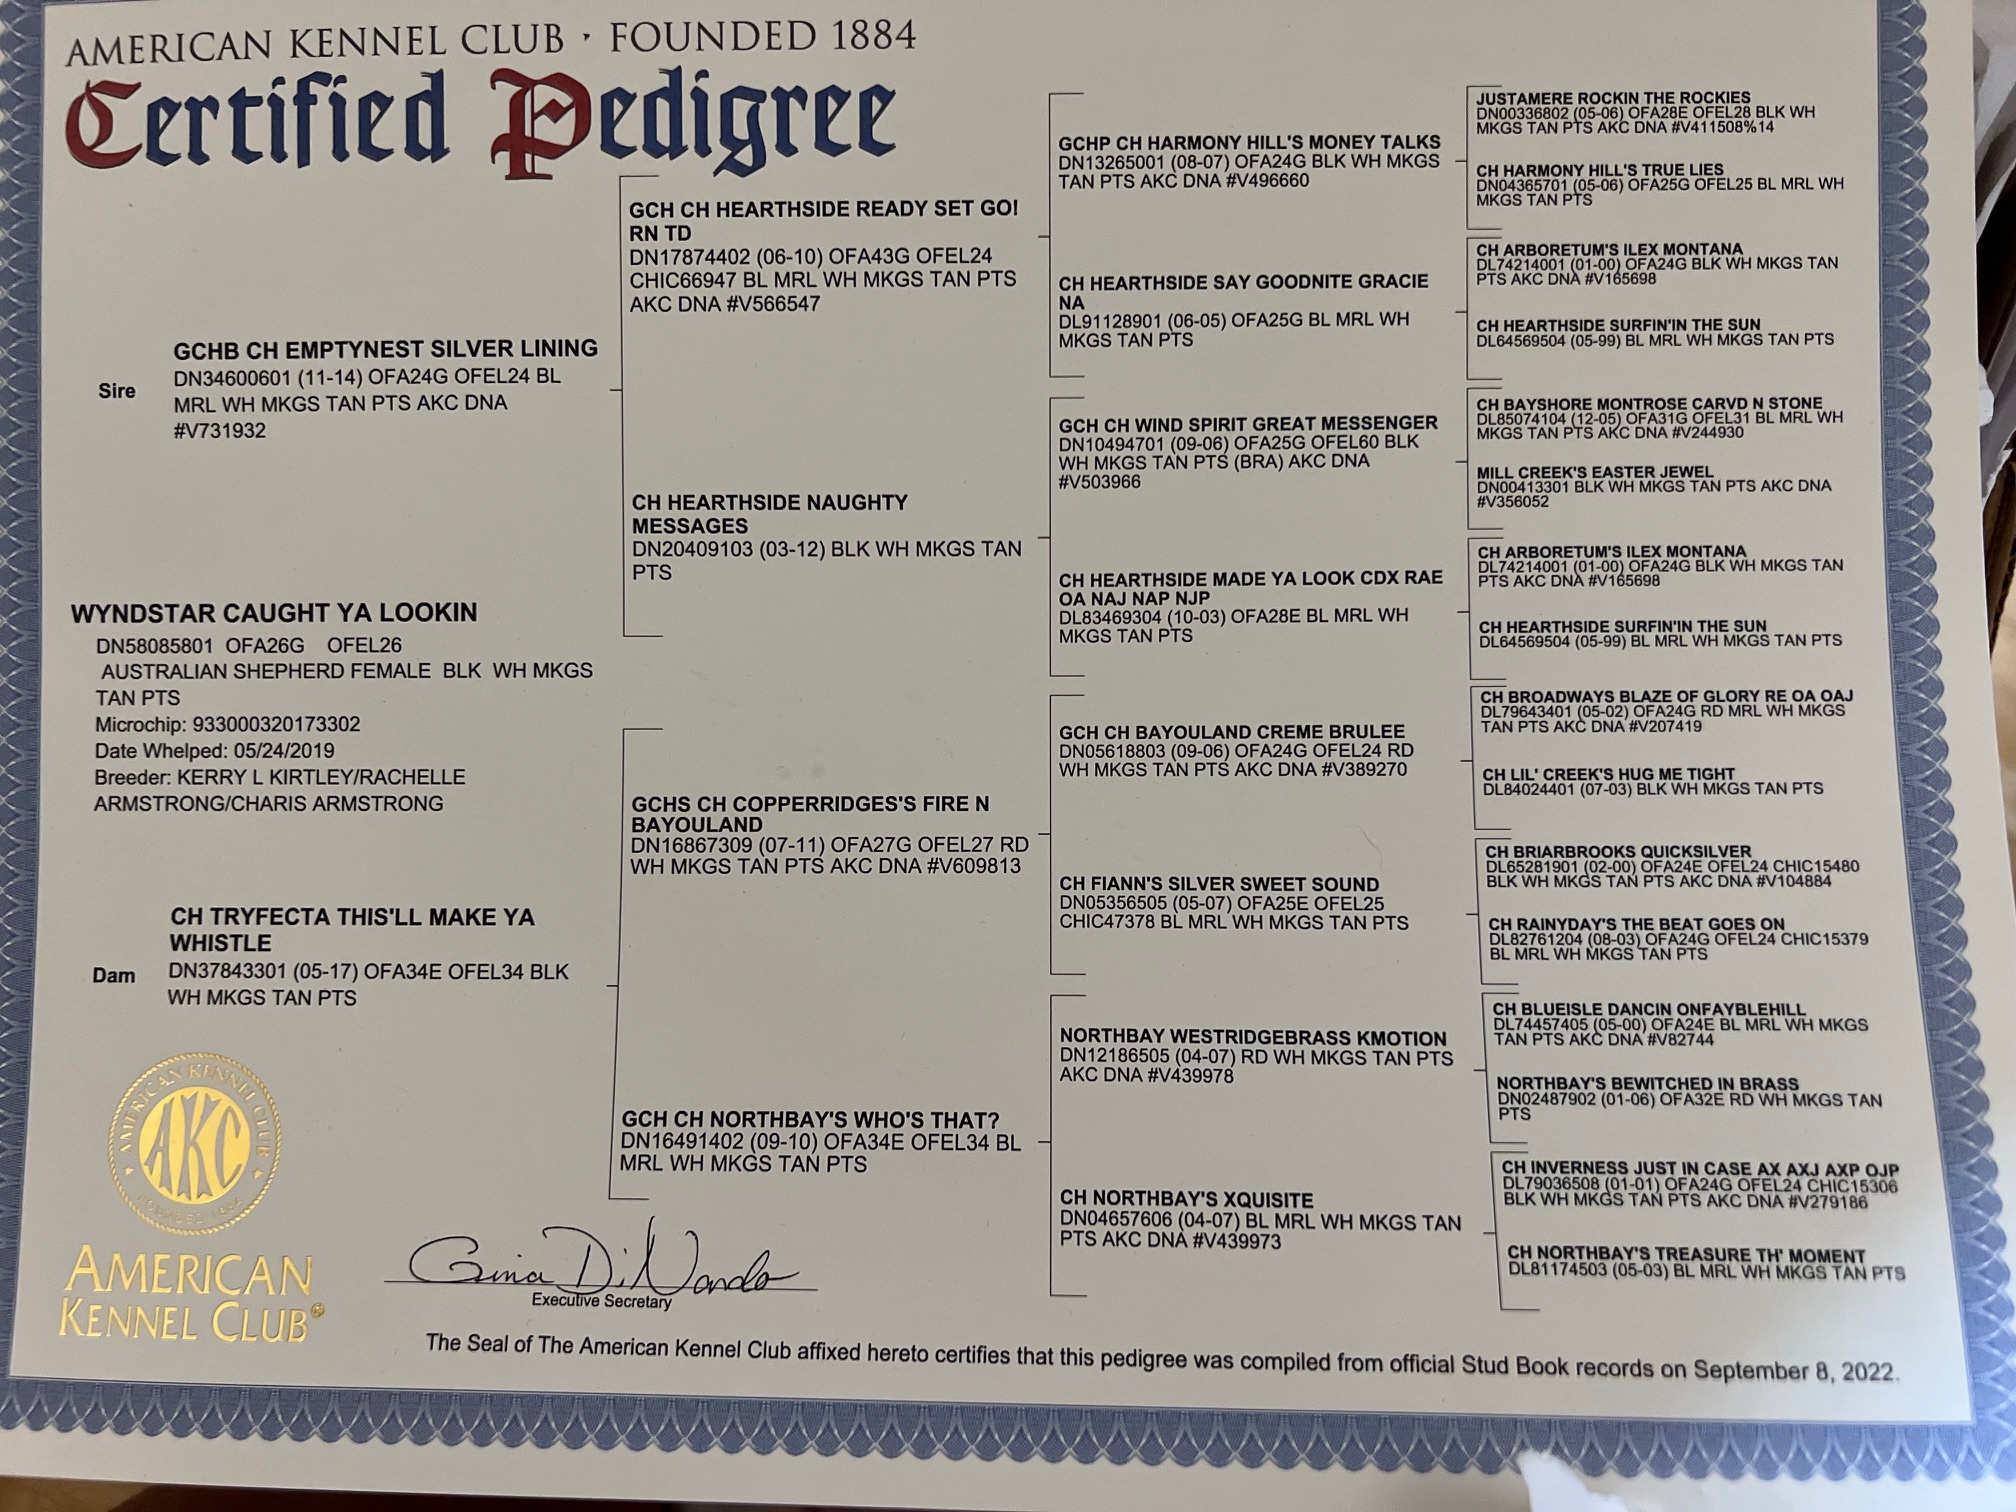 AMERICAN KENNEL CLUB · FOUNDED 1884
Certified Pedigree
Sire
GCHB CH EMPTYNEST SILVER LINING
DN34600601 (11-14) OFA24G OFEL24 BL
MRL WH MKGS TAN PTS AKC DNA
#V731932
WYNDSTAR CAUGHT YA LOOKIN
DN58085801 OFA26G OFEL26
AUSTRALIAN SHEPHERD FEMALE BLK WH MKGS
TAN PTS
Microchip: 933000320173302
Date Whelped: 05/24/2019
Breeder: KERRY L KIRTLEY/RACHELLE
ARMSTRONG/CHARIS ARMSTRONG
Dam
CH TRYFECTA THIS'LL MAKE YA
WHISTLE
DN37843301 (05-17) OFA34E OFEL34 BLK
WH MKGS TAN PTS
GCH CH HEARTHSIDE READY SET GO!
RN TD
DN17874402 (06-10) OFA43G OFEL24
CHIC66947 BL MRL WH MKGS TAN PTS
AKC DNA #V566547
CH HEARTHSIDE NAUGHTY
MESSAGES
DN20409103 (03-12) BLK WH MKGS TAN
PTS
GCHS CH COPPERRIDGES'S FIRE N
BAYOULAND
DN16867309 (07-11) OFA27G OFEL27 RD
WH MKGS TAN PTS AKC DNA #V609813
GCH CH NORTHBAY'S WHO'S THAT?
DN16491402 (09-10) OFA34E OFEL34 BL
MRL WH MKGS TAN PTS
GCHP CH HARMONY HILL'S MONEY TALKS
DN13265001 (08-07) OFA24G BLK WH MKGS
TAN PTS AKC DNA #V496660
CH HEARTHSIDE SAY GOODNITE GRACIE
NA
DL91128901 (06-05) OFA25G BL MRL WH
MKGS TAN PTS
GCH CH WIND SPIRIT GREAT MESSENGER
DN10494701 (09-06) OFA25G OFEL60 BLK
WH MKGS TAN PTS (BRA) AKC DNA
#V503966
CH HEARTHSIDE MADE YA LOOK CDX RAE
OA NAJ NAP NJP
DL83469304 (10-03) OFA28E BL MRL WH
MKGS TAN PTS
GCH CH BAYOULAND CREME BRULEE
DN05618803 (09-06) OFA24G OFEL24 RD
WH MKGS TAN PTS AKC DNA #V389270
CH FIANN'S SILVER SWEET SOUND
DN05356505 (05-07) OFA25E OFEL25
CHIC47378 BL MRL WH MKGS TAN PTS
NORTHBAY WESTRIDGEBRASS KMOTION
DN12186505 (04-07) RD WH MKGS TAN PTS
AKC DNA #V439978
CH NORTHBAY'S XQUISITE
DN04657606 (04-07) BL MRL WH MKGS TAN
PTS AKC DNA #V439973
JUSTAMERE ROCKIN THE ROCKIES
DN00336802 (05-06) OFA28E OFEL28 BLK WH
MKGS TAN PTS AKC DNA #V411508%14
CH HARMONY HILL'S TRUE LIES
DN04365701 (05-06) OFA25G OFEL25 BL MRL WH
MKGS TAN PTS
CH ARBORETUM'S ILEX MONTANA
DL74214001 (01-00) OFA24G BLK WH MKGS TAN
PTS AKC DNA #V165698
CH HEARTHSIDE SURFIN'IN THE SUN
DL64569504 (05-99) BL MRL WH MKGS TAN PTS
CH BAYSHORE MONTROSE CARVD N STONE
DL85074104 (12-05) OFA31G OFEL31 BL MRL WH
MKGS TAN PTS AKC DNA #V244930
MILL CREEK'S EASTER JEWEL
DN00413301 BLK WH MKGS TAN PTS AKC DNA
#V356052
CH ARBORETUM'S ILEX MONTANA
DL74214001 (01-00) OFA24G BLK WH MKGS TAN
PTS AKC DNA #V165698
CH HEARTHSIDE SURFIN'IN THE SUN
DL64569504 (05-99) BL MRL WH MKGS TAN PTS
CH BROADWAYS BLAZE OF GLORY RE OA OAJ
DL79643401 (05-02) OFA24G RD MRL WH MKGS
TAN PTS AKC DNA #V207419
CH LIL' CREEK'S HUG ME TIGHT
DL84024401 (07-03) BLK WH MKGS TAN PTS
CH BRIARBROOKS QUICKSILVER
DL65281901 (02-00) OFA24E OFEL24 CHIC15480
BLK WH MKGS TAN PTS AKC DNA #V104884
CH RAINYDAY'S THE BEAT GOES ON
DL82761204 (08-03) OFA24G OFEL24 CHIC15379
BL MRL WH MKGS TAN PTS
CH BLUEISLE DANCIN ONFAYBLEHILL
DL74457405 (05-00) OFA24E BL MRL WH MKGS
TAN PTS AKC DNA #V82744
NORTHBAY'S BEWITCHED IN BRASS
DN02487902 (01-06) OFA32E RD WH MKGS TAN
PTS
CH INVERNESS JUST IN CASE AX AXJ AXP OJP
DL79036508 (01-01) OFA24G OFEL24 CHIC15306
BLK WH MKGS TAN PTS AKC DNA #V279186
CH NORTHBAY'S TREASURE TH' MOMENT
DL81174503 (05-03) BL MRL WH MKGS TAN PTS
AMERICAN KENNEL CLUB
AKC
FOUNDED 1884
AMERICAN
KENNEL CLUB®
Gina DiNardo
Executive Secretary
The Seal of The American Kennel Club affixed hereto certifies that this pedigree was compiled from official Stud Book records on September 8, 2022.